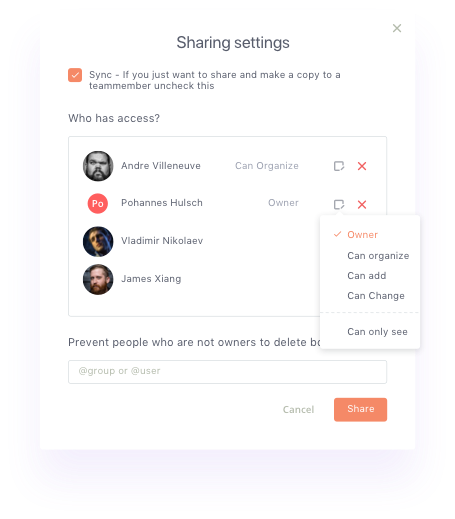 Sharing settings
Sync - If you just want to share and make a copy to a
teammember uncheck this
Who has access?
Andre Villeneuve Can Organize
Po Pohannes Hulsch Owner
Vladimir Nikolaev
James Xiang
Owner
Can organize
Can add
Can Change
Can only see
Prevent people who are not owners to delete bo
@group or @user
Cancel Share